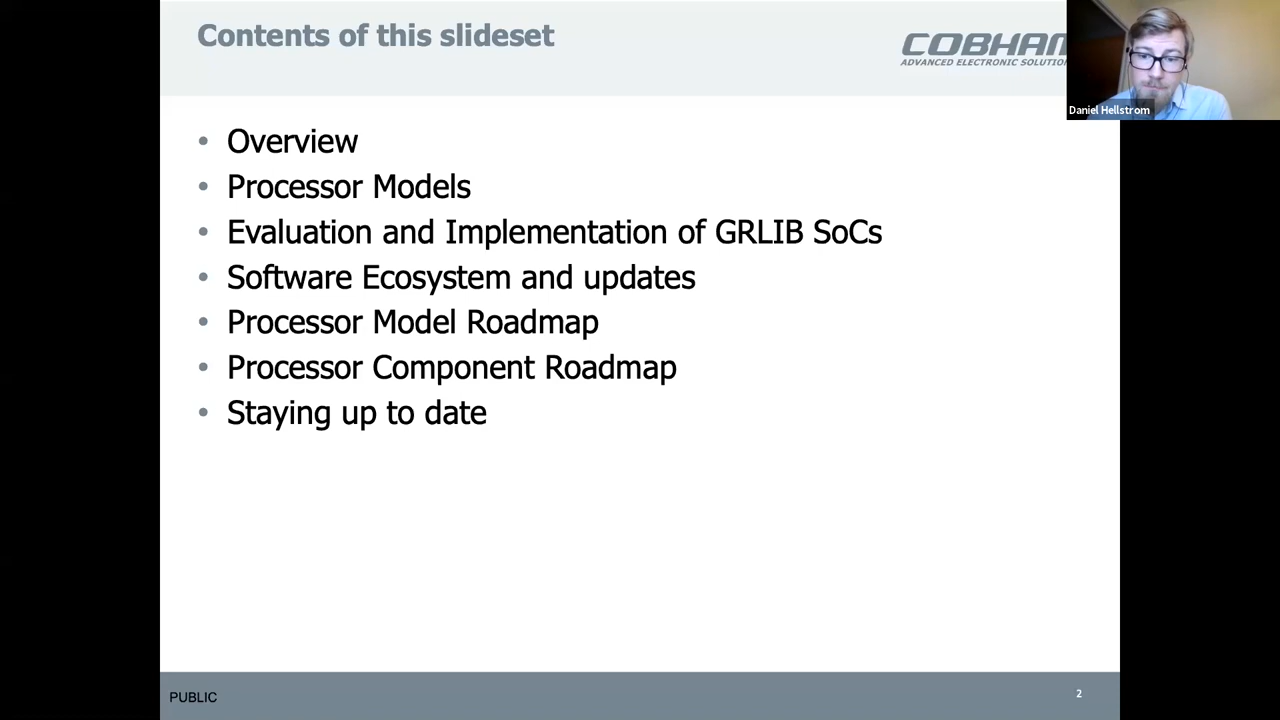 Contents of this slideset
COBHAM
ADVANCED ELECTRONIC SOLUTION
Daniel Hellstrom
• Overview
• Processor Models
• Evaluation and Implementation of GRLIB SoCs
• Software Ecosystem and updates
• Processor Model Roadmap
• Processor Component Roadmap
• Staying up to date
PUBLIC
2